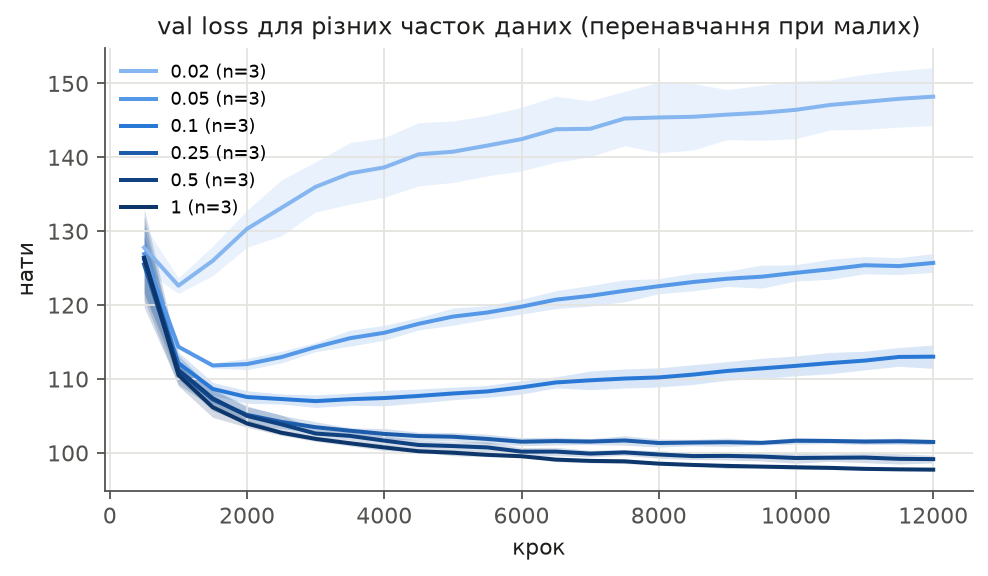 val loss для різних часток даних (перенавчання при малих)
0.02 (n=3)
0.05 (n=3)
0.1 (n=3)
0.25 (n=3)
0.5 (n=3)
1 (n=3)
150
140
130
120
110
100
нати
0 2000 4000 6000 8000 10000 12000
крок